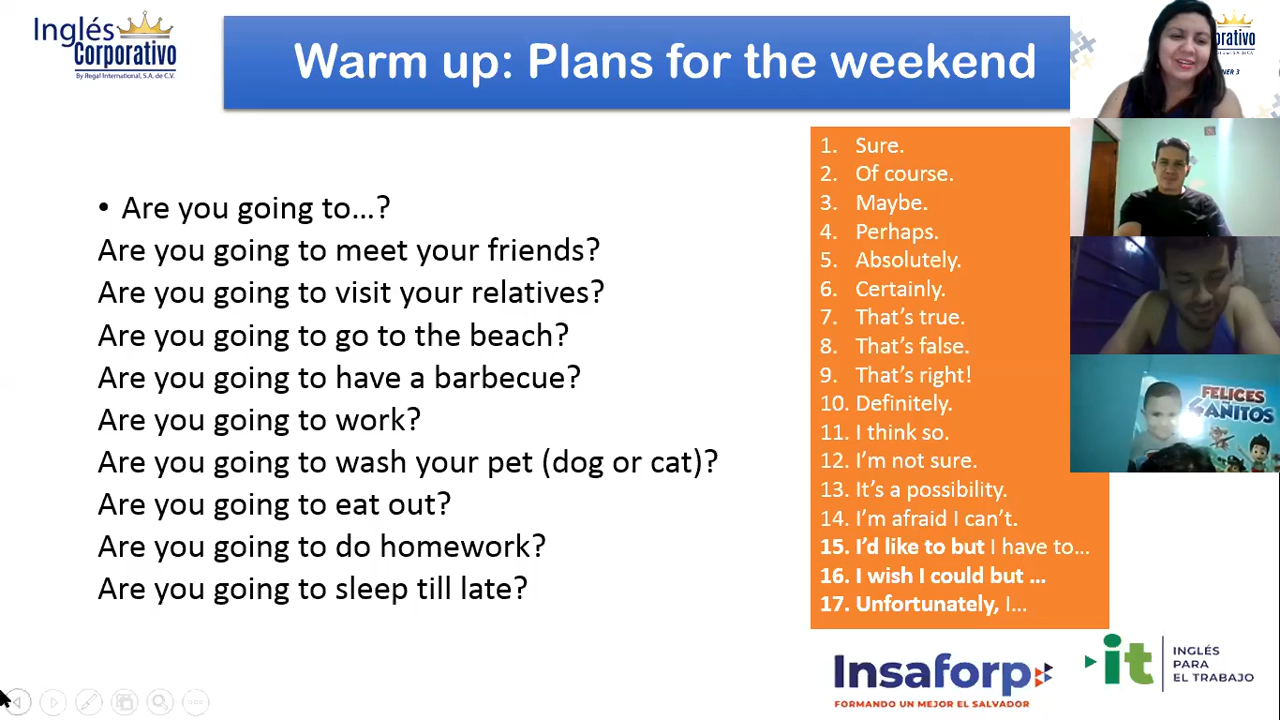 Inglés
Corporativo
By Regal International, S.A. de C.V.
Warm up: Plans for the weekend
• Are you going to...?
Are you going to meet your friends?
Are you going to visit your relatives?
Are you going to go to the beach?
Are you going to have a barbecue?
Are you going to work?
Are you going to wash your pet (dog or cat)?
Are you going to eat out?
Are you going to do homework?
Are you going to sleep till late?
1. Sure.
2. Of course.
3. Maybe.
4. Perhaps.
5. Absolutely.
6. Certainly.
7. That's true.
8. That's false.
9. That's right!
10. Definitely.
11. I think so.
12. I'm not sure.
13. It's a possibility.
14. I'm afraid I can't.
15. I'd like to but I have to...
16. I wish I could but ...
17. Unfortunately, I...
FELICES
AÑITOS
Insaforp
FORMANDO UN MEJOR EL SALVADOR
it
INGLÉS
PARA
EL TRABAJO